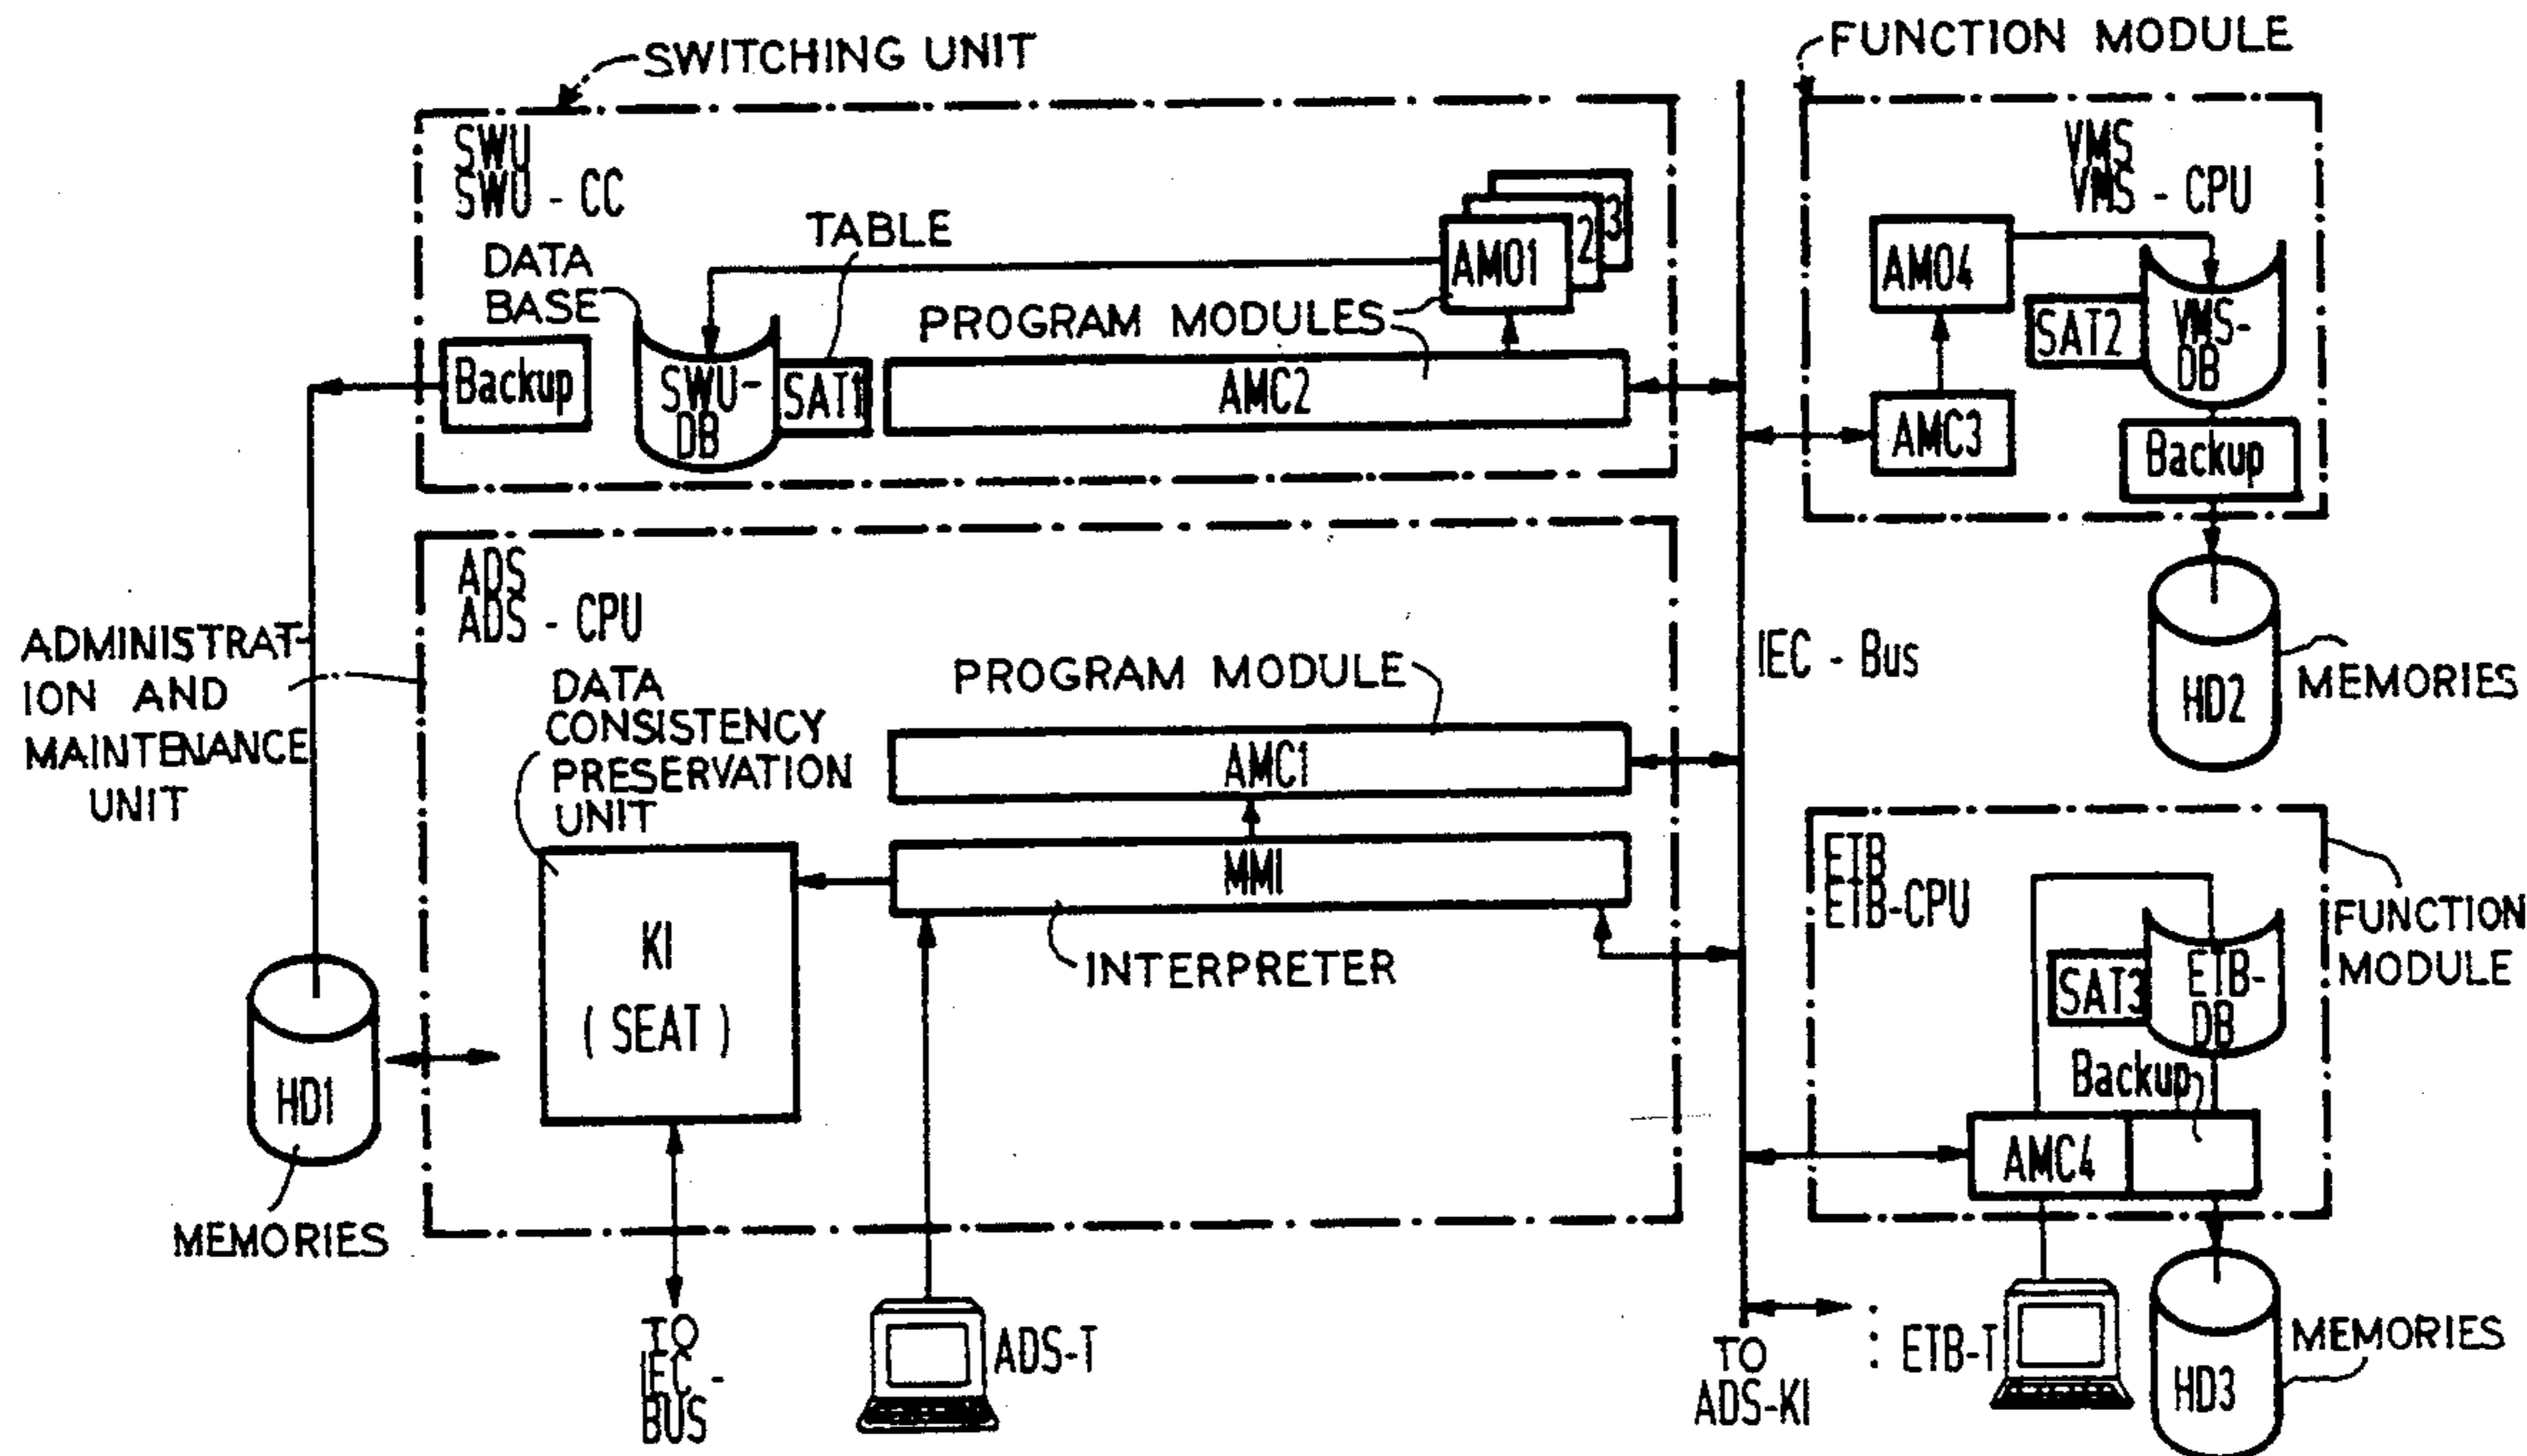 SWITCHING UNIT
FUNCTION MODULE
SWU
SWU - CC
DATA
BASE
TABLE
AMO1
2
3
PROGRAM MODULES
Backup
SWU-
DB
SAT1
AMC2
VMS
VMS - CPU
AMO4
SAT2
VMS-
DB
AMC3
Backup
HD2
MEMORIES
ADS
ADS - CPU
ADMINISTRAT-
ION AND
MAINTENANCE
UNIT
DATA
CONSISTENCY
PRESERVATION
UNIT
PROGRAM MODULE
AMC1
MMI
INTERPRETER
KI
( SEAT )
IEC - Bus
HD1
MEMORIES
TO
IEC -
BUS
ADS-T
ETB
ETB-CPU
FUNCTION
MODULE
SAT3
ETB-
DB
Backup
AMC4
TO
ADS-KI
ETB-T
HD3
MEMORIES